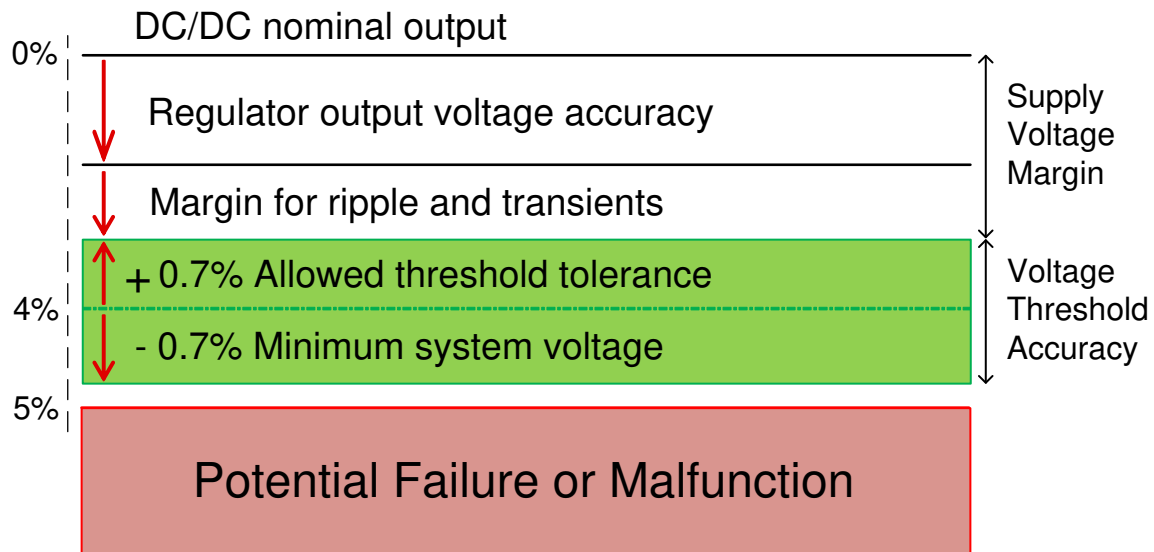 DC/DC nominal output
0%
Regulator output voltage accuracy
Supply
Voltage
Margin
Margin for ripple and transients
+ 0.7% Allowed threshold tolerance
4%
- 0.7% Minimum system voltage
Voltage
Threshold
Accuracy
5%
Potential Failure or Malfunction